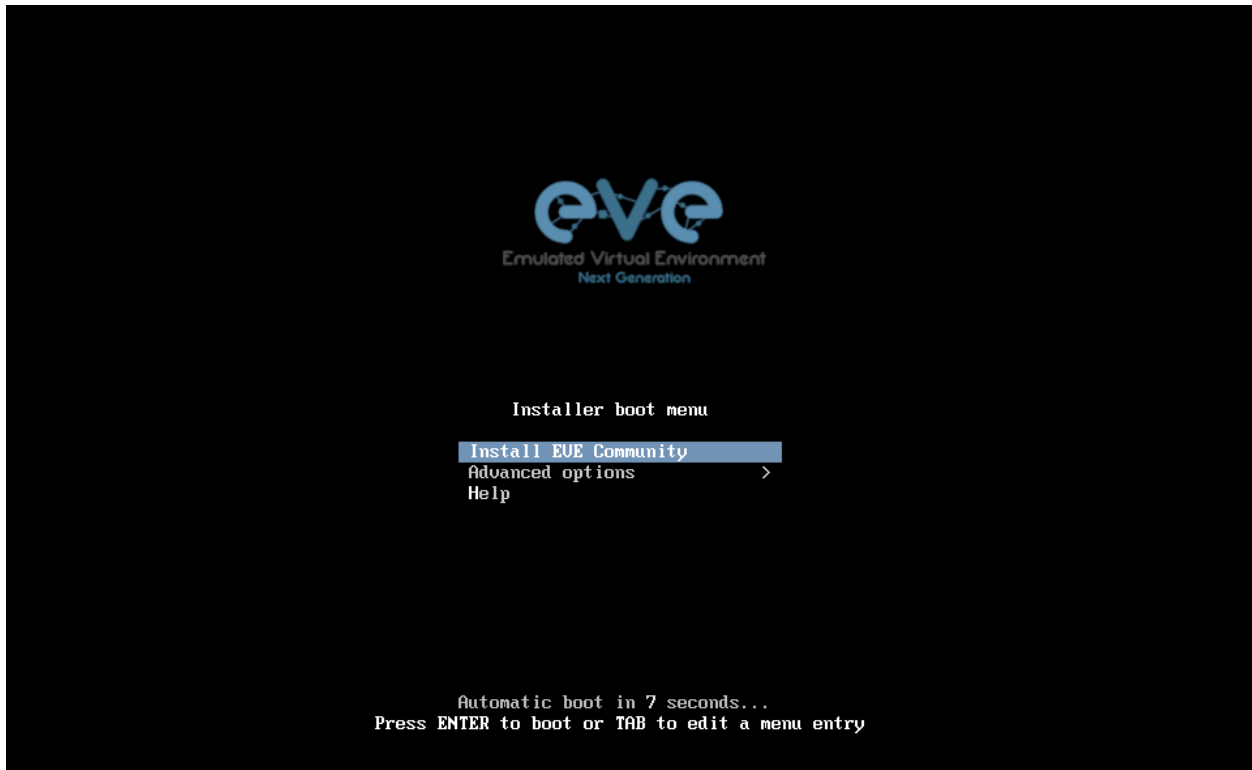 eve
Emulated Virtual Environment
Next Generation
Installer boot menu
Install EVE Community
Advanced options >
Help
Automatic boot in 7 seconds...
Press ENTER to boot or TAB to edit a menu entry